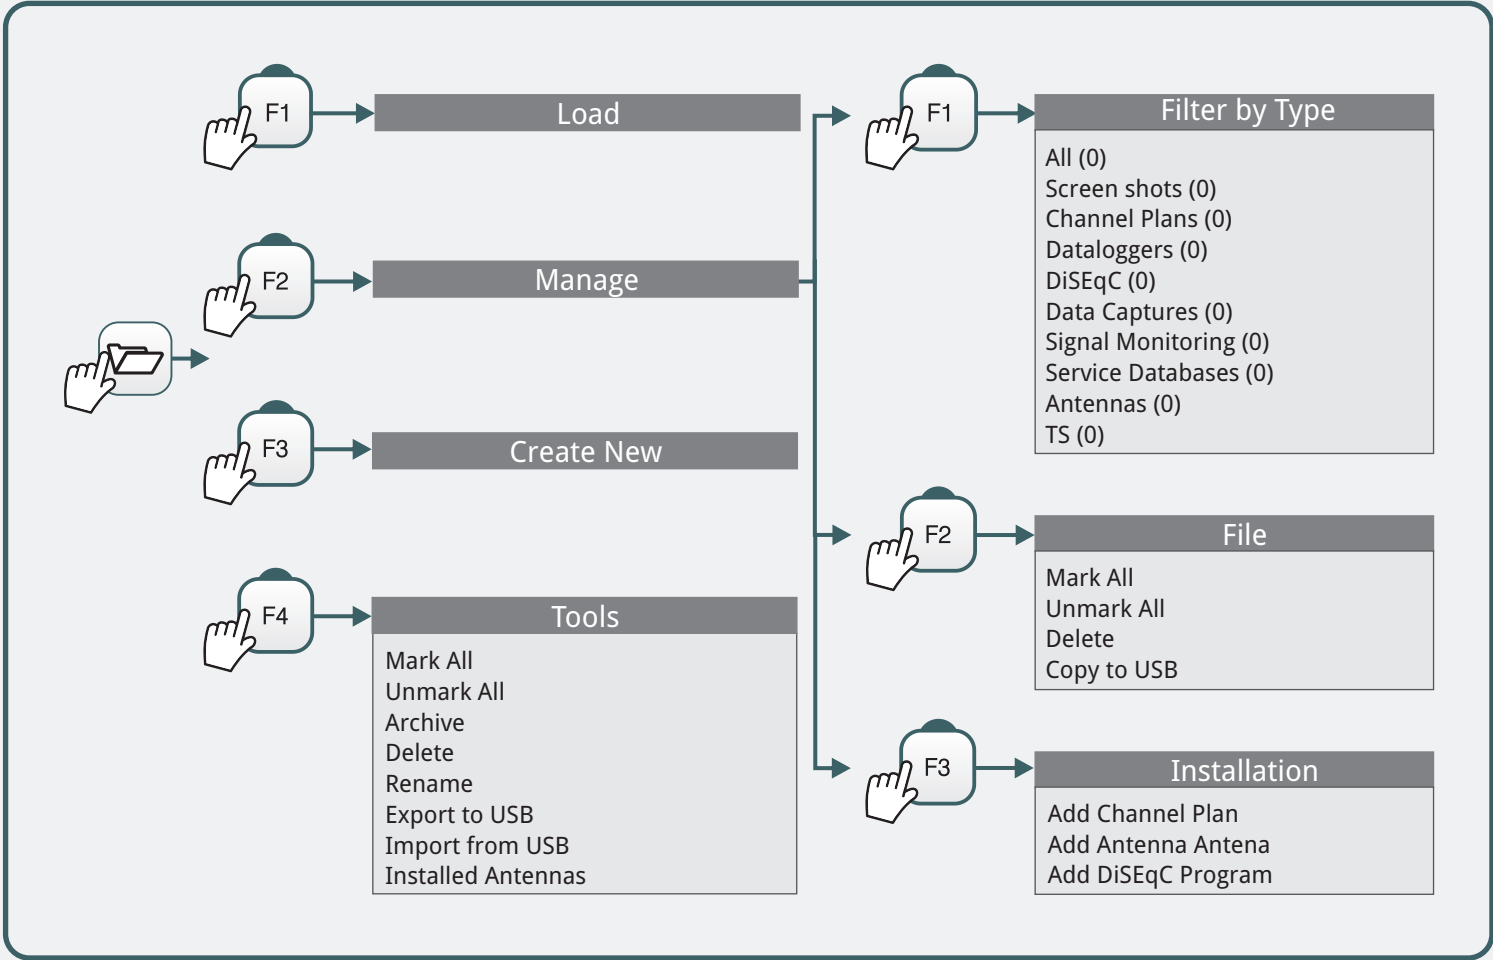 F1
Load
F2
Manage
F3
Create New
F4
Tools
Mark All
Unmark All
Archive
Delete
Rename
Export to USB
Import from USB
Installed Antennas
F1
Filter by Type
All (0)
Screen shots (0)
Channel Plans (0)
Dataloggers (0)
DiSEqC (0)
Data Captures (0)
Signal Monitoring (0)
Service Databases (0)
Antennas (0)
TS (0)
F2
File
Mark All
Unmark All
Delete
Copy to USB
F3
Installation
Add Channel Plan
Add Antenna Antena
Add DiSEqC Program